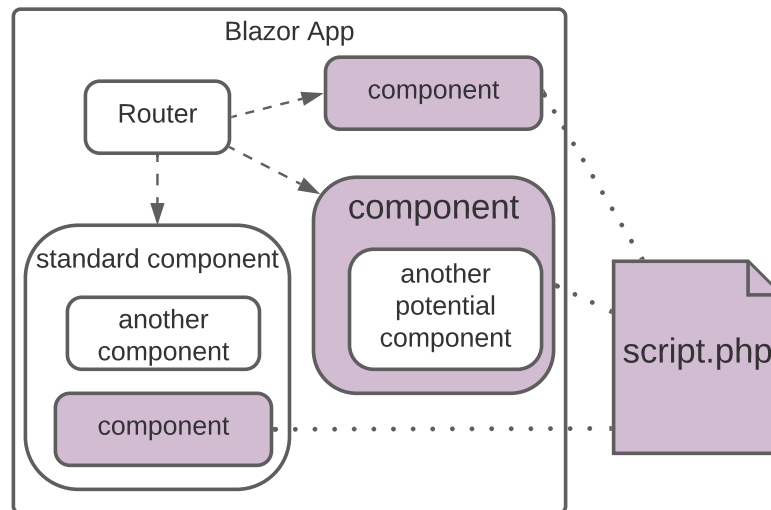 Blazor App
component
Router
component
standard component
another
potential
component
another
component
component
script.php